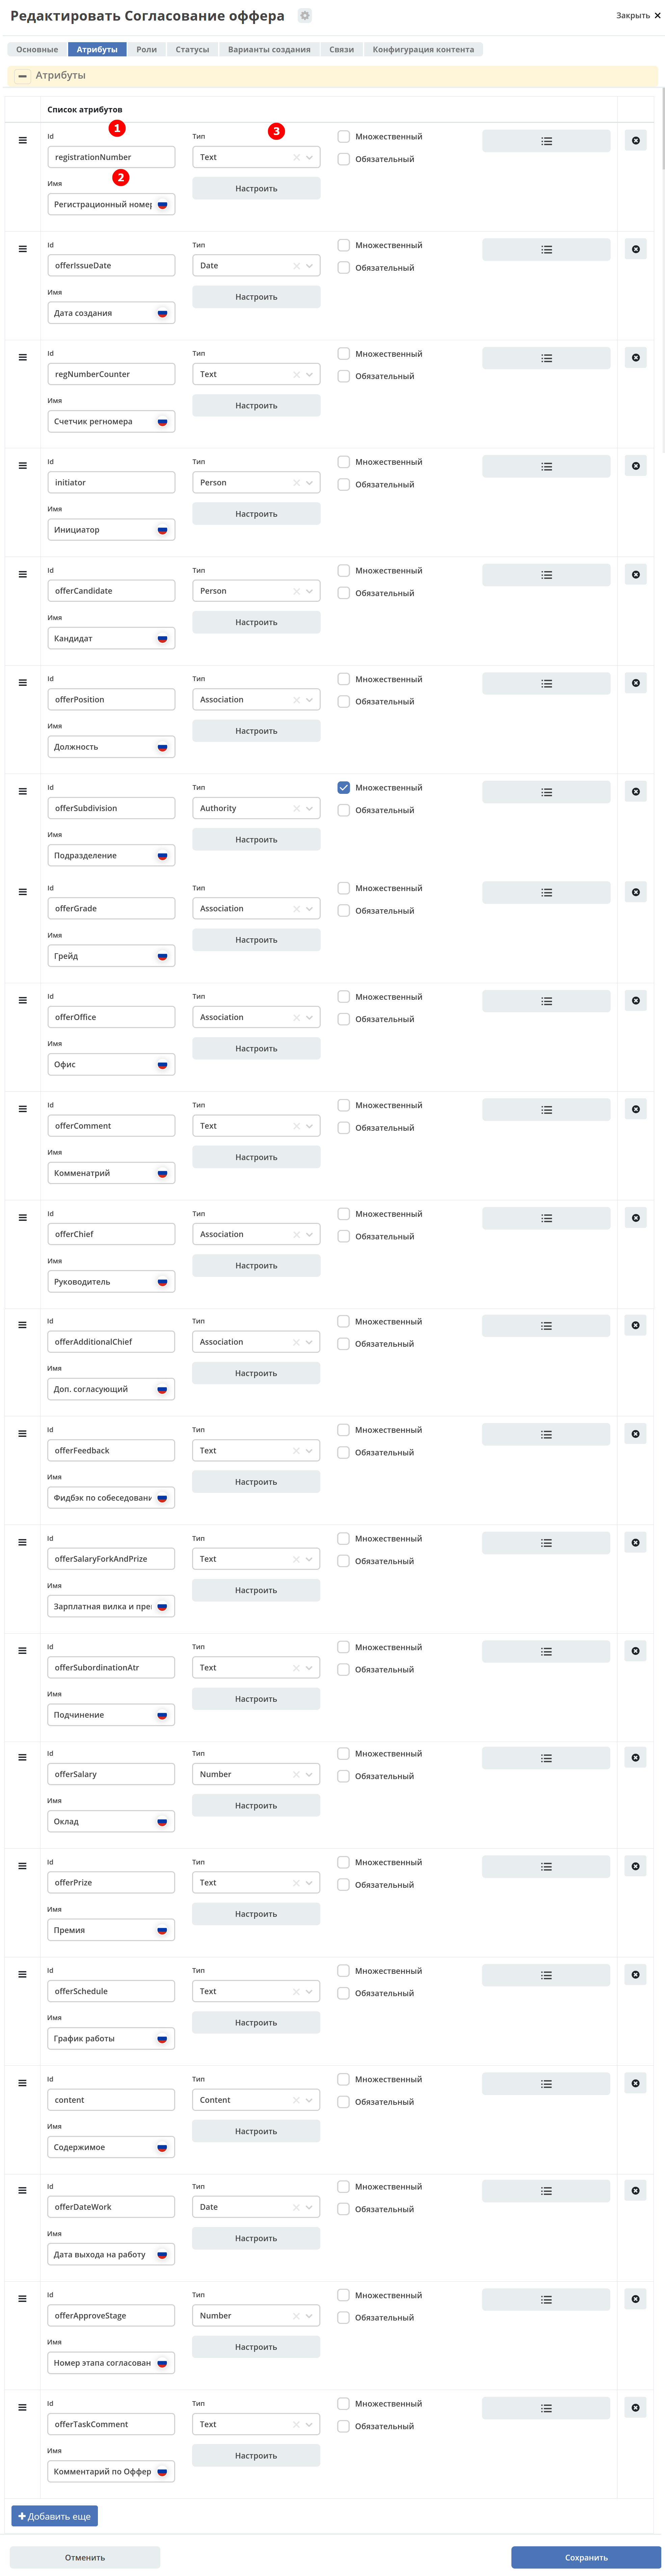 Редактировать Согласование оффера
Закрыть
Основные Атрибуты Роли Статусы Варианты создания Связи Конфигурация контента
Атрибуты
Список атрибутов
Id 1 Тип 3 Множественный
registrationNumber Text Обязательный
Имя 2 Настроить
Регистрационный номер
Id Тип Множественный
offerIssueDate Date Обязательный
Имя Настроить
Дата создания
Id Тип Множественный
regNumberCounter Text Обязательный
Имя Настроить
Счетчик регномера
Id Тип Множественный
initiator Person Обязательный
Имя Настроить
Инициатор
Id Тип Множественный
offerCandidate Person Обязательный
Имя Настроить
Кандидат
Id Тип Множественный
offerPosition Association Обязательный
Имя Настроить
Должность
Id Тип Множественный
offerSubdivision Authority Обязательный
Имя Настроить
Подразделение
Id Тип Множественный
offerGrade Association Обязательный
Имя Настроить
Грейд
Id Тип Множественный
offerOffice Association Обязательный
Имя Настроить
Офис
Id Тип Множественный
offerComment Text Обязательный
Имя Настроить
Комменатрий
Id Тип Множественный
offerChief Association Обязательный
Имя Настроить
Руководитель
Id Тип Множественный
offerAdditionalChief Association Обязательный
Имя Настроить
Доп. согласующий
Id Тип Множественный
offerFeedback Text Обязательный
Имя Настроить
Фидбэк по собеседовани
Id Тип Множественный
offerSalaryForkAndPrize Text Обязательный
Имя Настроить
Зарплатная вилка и пре
Id Тип Множественный
offerSubordinationAtr Text Обязательный
Имя Настроить
Подчинение
Id Тип Множественный
offerSalary Number Обязательный
Имя Настроить
Оклад
Id Тип Множественный
offerPrize Text Обязательный
Имя Настроить
Премия
Id Тип Множественный
offerSchedule Text Обязательный
Имя Настроить
График работы
Id Тип Множественный
content Content Обязательный
Имя Настроить
Содержимое
Id Тип Множественный
offerDateWork Date Обязательный
Имя Настроить
Дата выхода на работу
Id Тип Множественный
offerApproveStage Number Обязательный
Имя Настроить
Номер этапа согласован
Id Тип Множественный
offerTaskComment Text Обязательный
Имя Настроить
Комментарий по Оффер
Добавить еще
Отменить Сохранить